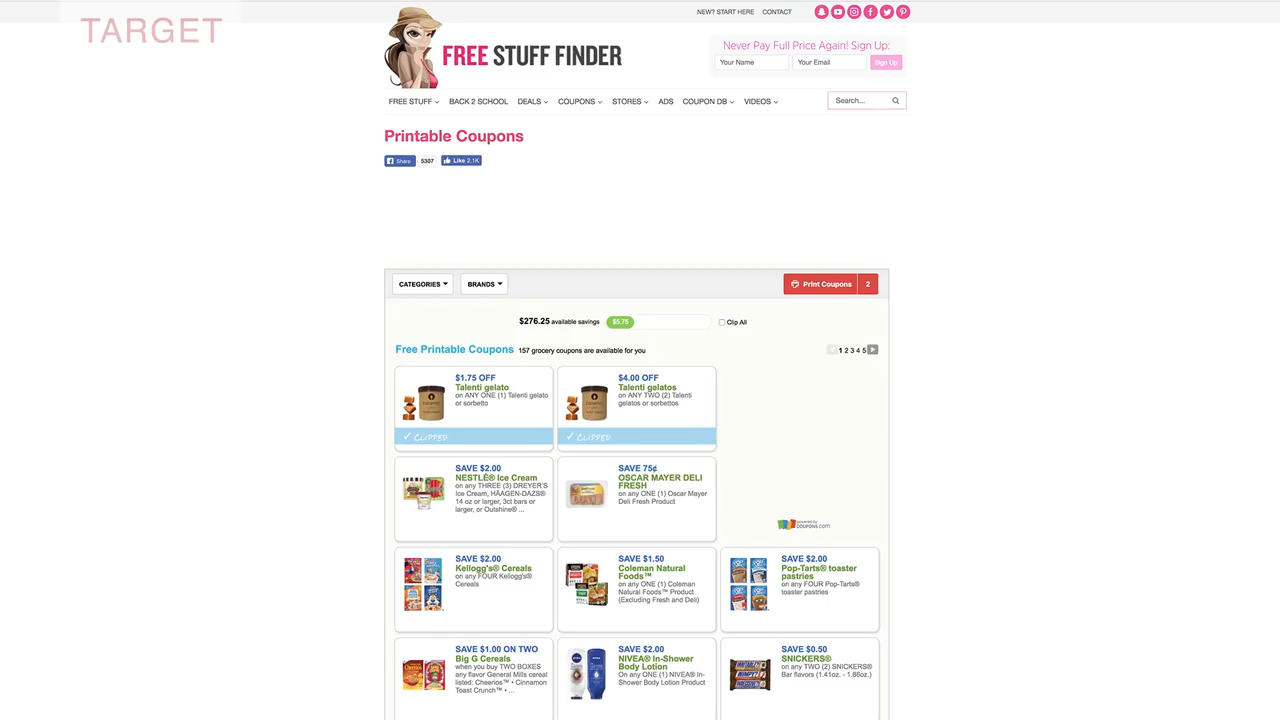 TARGET
NEW? START HERE CONTACT
FREE STUFF FINDER
Never Pay Full Price Again! Sign Up:
Your Name Your Email Sign Up
FREE STUFF BACK 2 SCHOOL DEALS COUPONS STORES ADS COUPON DB VIDEOS Search...
Printable Coupons
Share 5307 Like 2.1K
CATEGORIES BRANDS Print Coupons 2
$276.25 available savings $5.75 Clip All
Free Printable Coupons 157 grocery coupons are available for you 1 2 3 4 5
$1.75 OFF
Talenti gelato
on ANY ONE (1) Talenti gelato
or sorbetto
✓ CLIPPED
$4.00 OFF
Talenti gelatos
on ANY TWO (2) Talenti
gelatos or sorbettos
✓ CLIPPED
SAVE $2.00
NESTLÉ® Ice Cream
on any THREE (3) DREYER'S
Ice Cream, HÄAGEN-DAZS®
14 oz or larger, 3ct bars or
larger, or Outshine® ...
SAVE 75¢
OSCAR MAYER DELI
FRESH
on any ONE (1) Oscar Mayer
Deli Fresh Product
powered by
COUPONS.com
SAVE $2.00
Kellogg's® Cereals
on any FOUR Kellogg's®
Cereals
SAVE $1.50
Coleman Natural
Foods™
on any ONE (1) Coleman
Natural Foods™ Product
(Excluding Fresh and Deli)
SAVE $2.00
Pop-Tarts® toaster
pastries
on any FOUR Pop-Tarts®
toaster pastries
SAVE $1.00 ON TWO
Big G Cereals
when you buy TWO BOXES
any flavor General Mills cereal
listed: Cheerios™ • Cinnamon
Toast Crunch™ • ...
SAVE $2.00
NIVEA® In-Shower
Body Lotion
On any ONE (1) NIVEA® In-
Shower Body Lotion Product
SAVE $0.50
SNICKERS®
on any TWO (2) SNICKERS®
Bar flavors (1.41oz. - 1.86oz.)